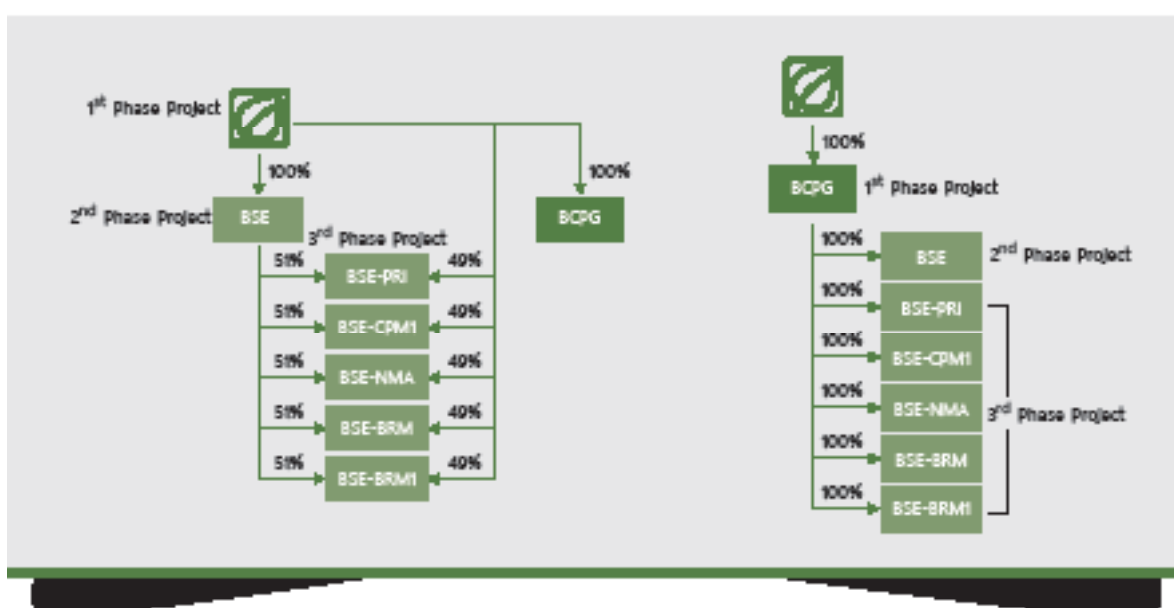 1st Phase Project
100%
100%
2nd Phase Project
BSE
BCPG
3rd Phase Project
51%
BSE-PRI
49%
51%
BSE-CPM1
49%
51%
BSE-NMA
49%
51%
BSE-BRM
49%
51%
BSE-BRM1
49%
100%
BCPG
1st Phase Project
100%
BSE
2nd Phase Project
100%
BSE-PRI
100%
BSE-CPM1
100%
BSE-NMA
3rd Phase Project
100%
BSE-BRM
100%
BSE-BRM1